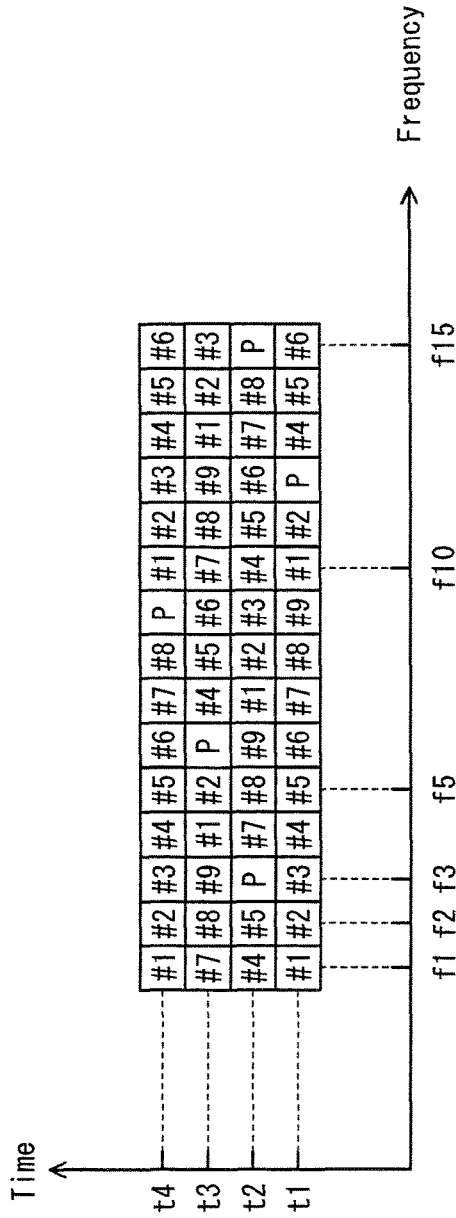 Time
t4 #1 #2 #3 #4 #5 #6 #7 #8 P #1 #2 #3 #4 #5 #6
t3 #7 #8 #9 #1 #2 P #4 #5 #6 #7 #8 #9 #1 #2 #3
t2 #4 #5 P #7 #8 #9 #1 #2 #3 #4 #5 #6 #7 #8 P
t1 #1 #2 #3 #4 #5 #6 #7 #8 #9 #1 #2 P #4 #5 #6
f1 f2 f3 f5 f10 f15
Frequency